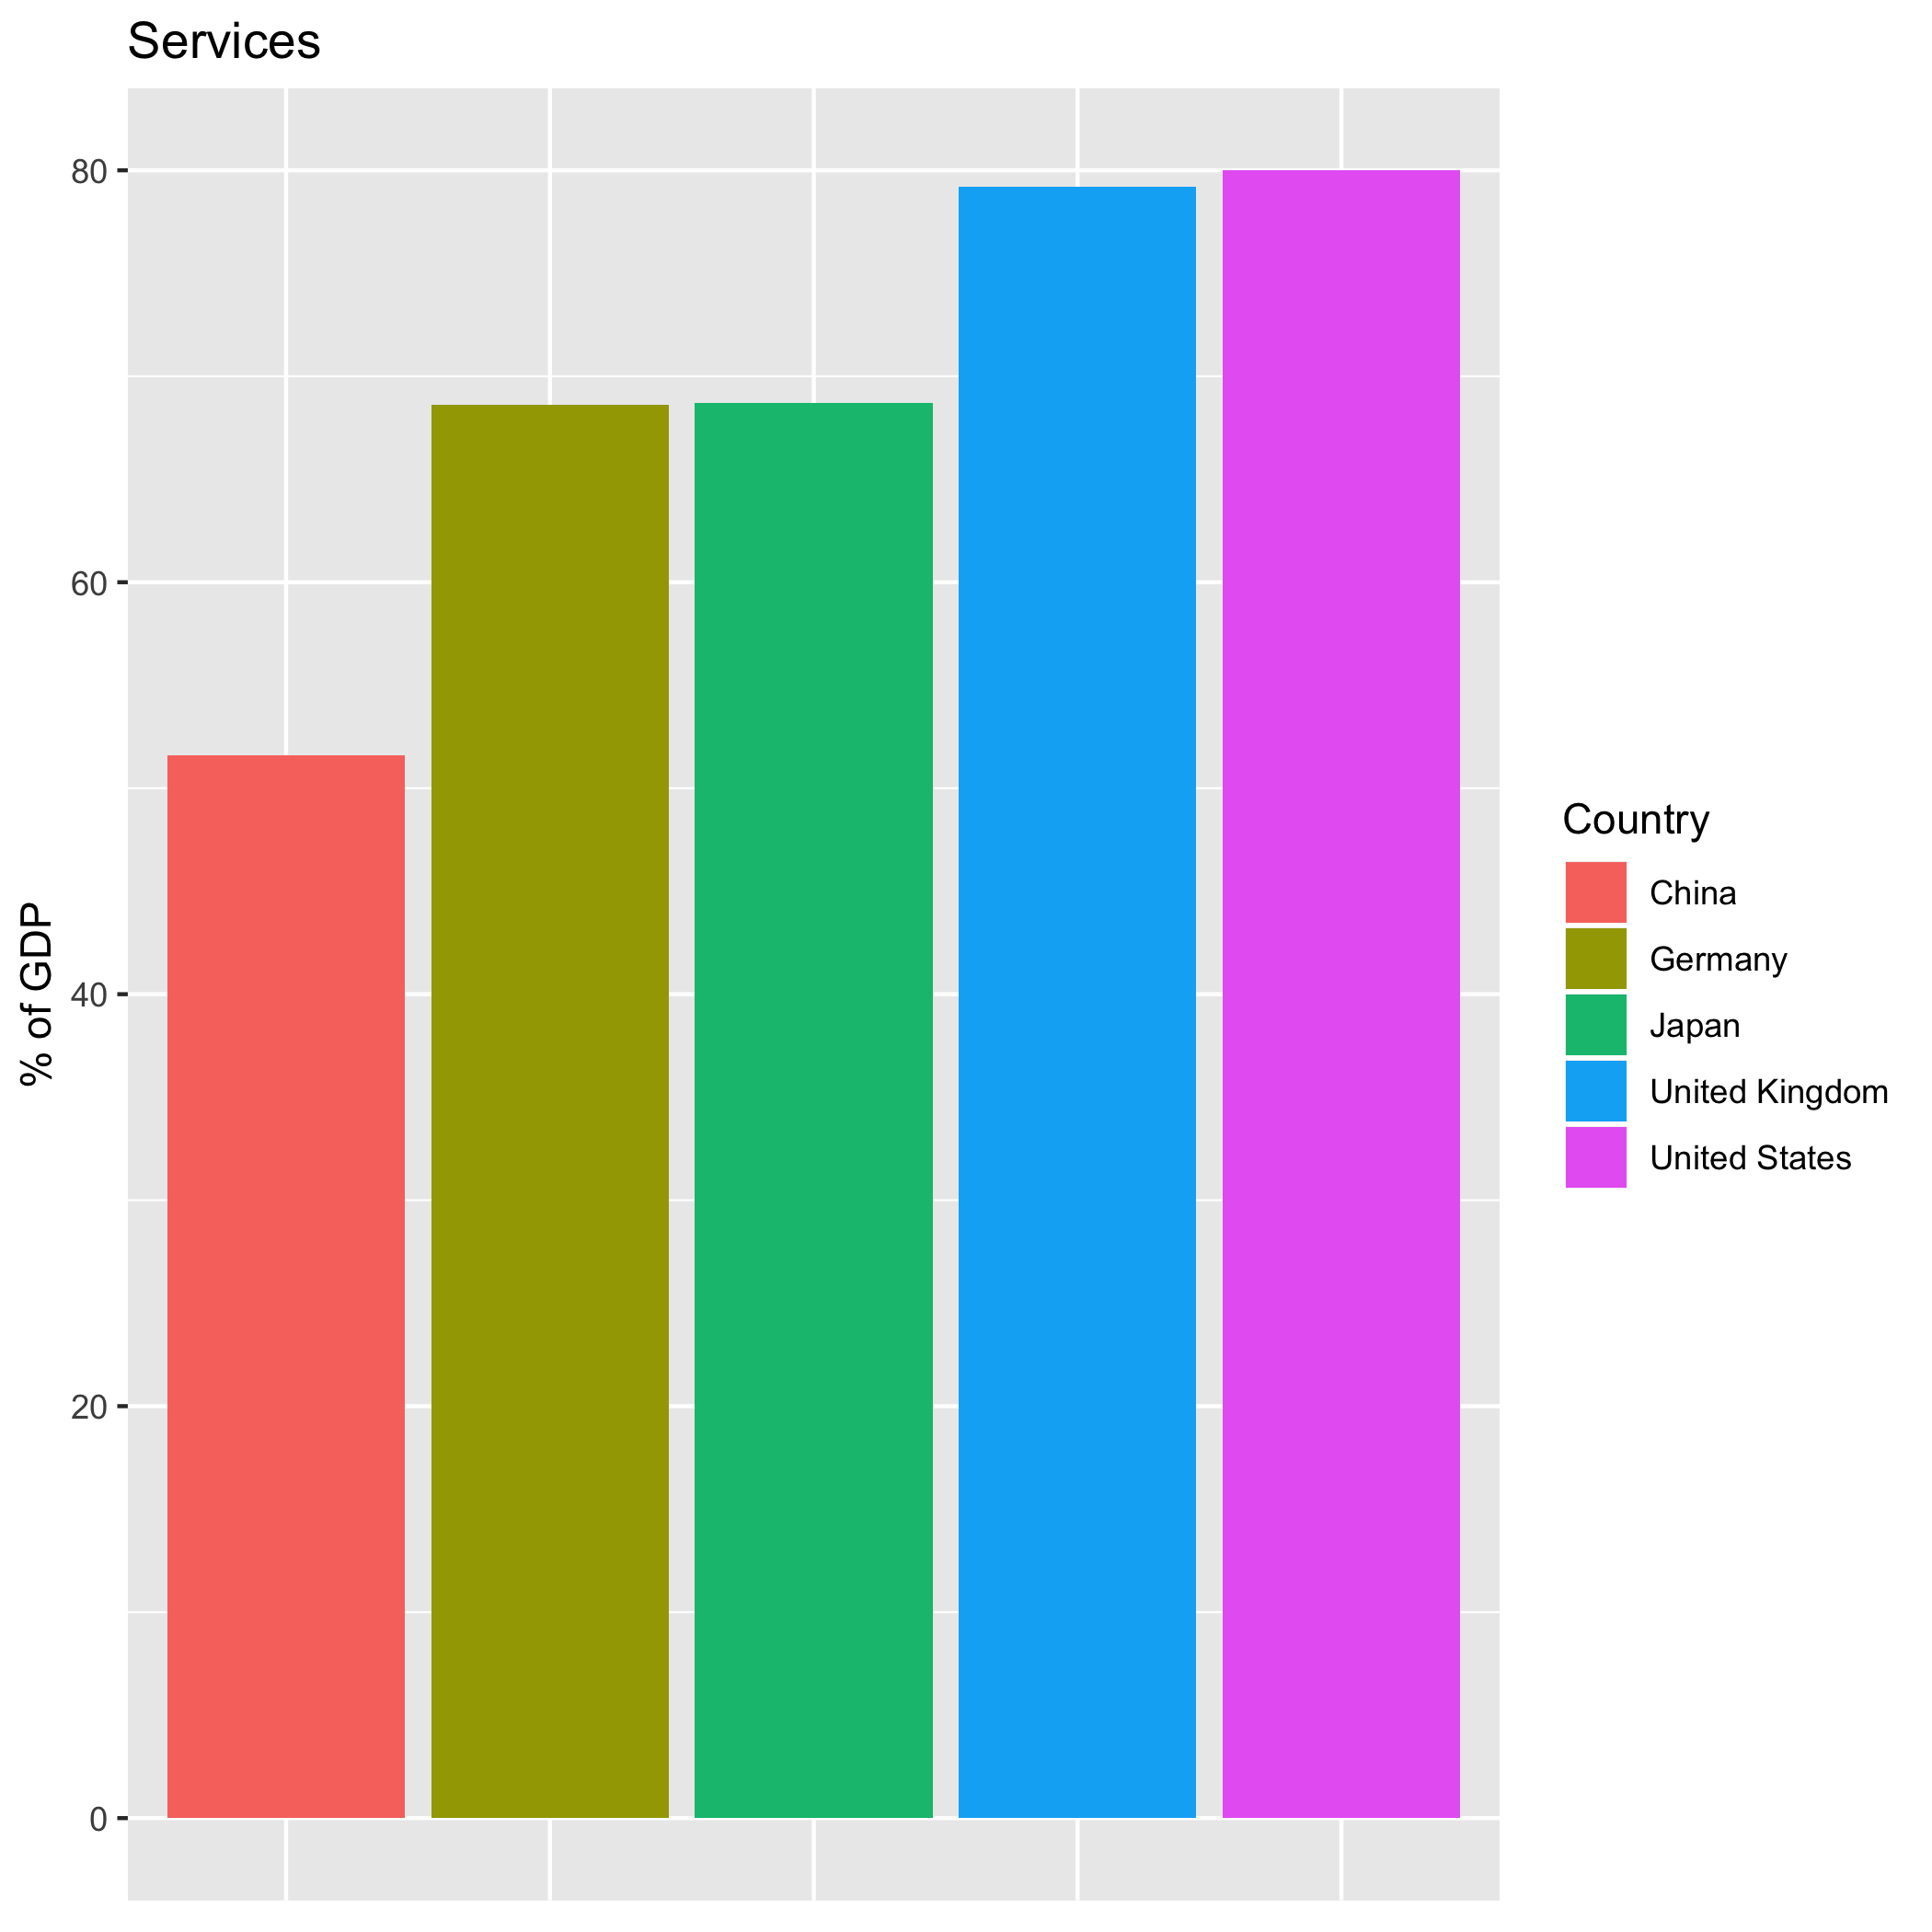 Services
% of GDP
80
60
40
20
0
Country
China
Germany
Japan
United Kingdom
United States